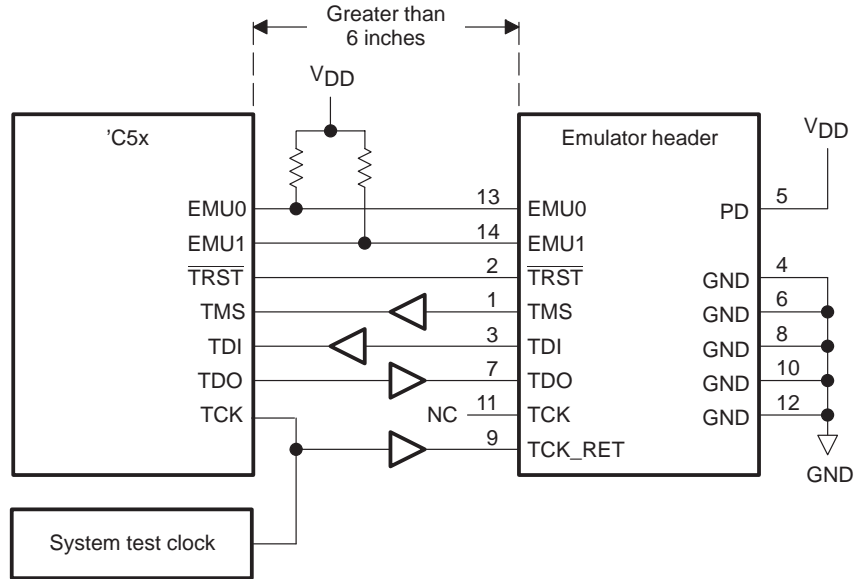 Greater than
6 inches
VDD
'C5x
Emulator header
VDD
EMU0 13 EMU0
PD 5
EMU1 14 EMU1
TRST 2 TRST
GND 4
TMS 1 TMS
GND 6
TDI 3 TDI
GND 8
TDO 7 TDO
GND 10
TCK NC 11 TCK
GND 12
9 TCK_RET
GND
System test clock